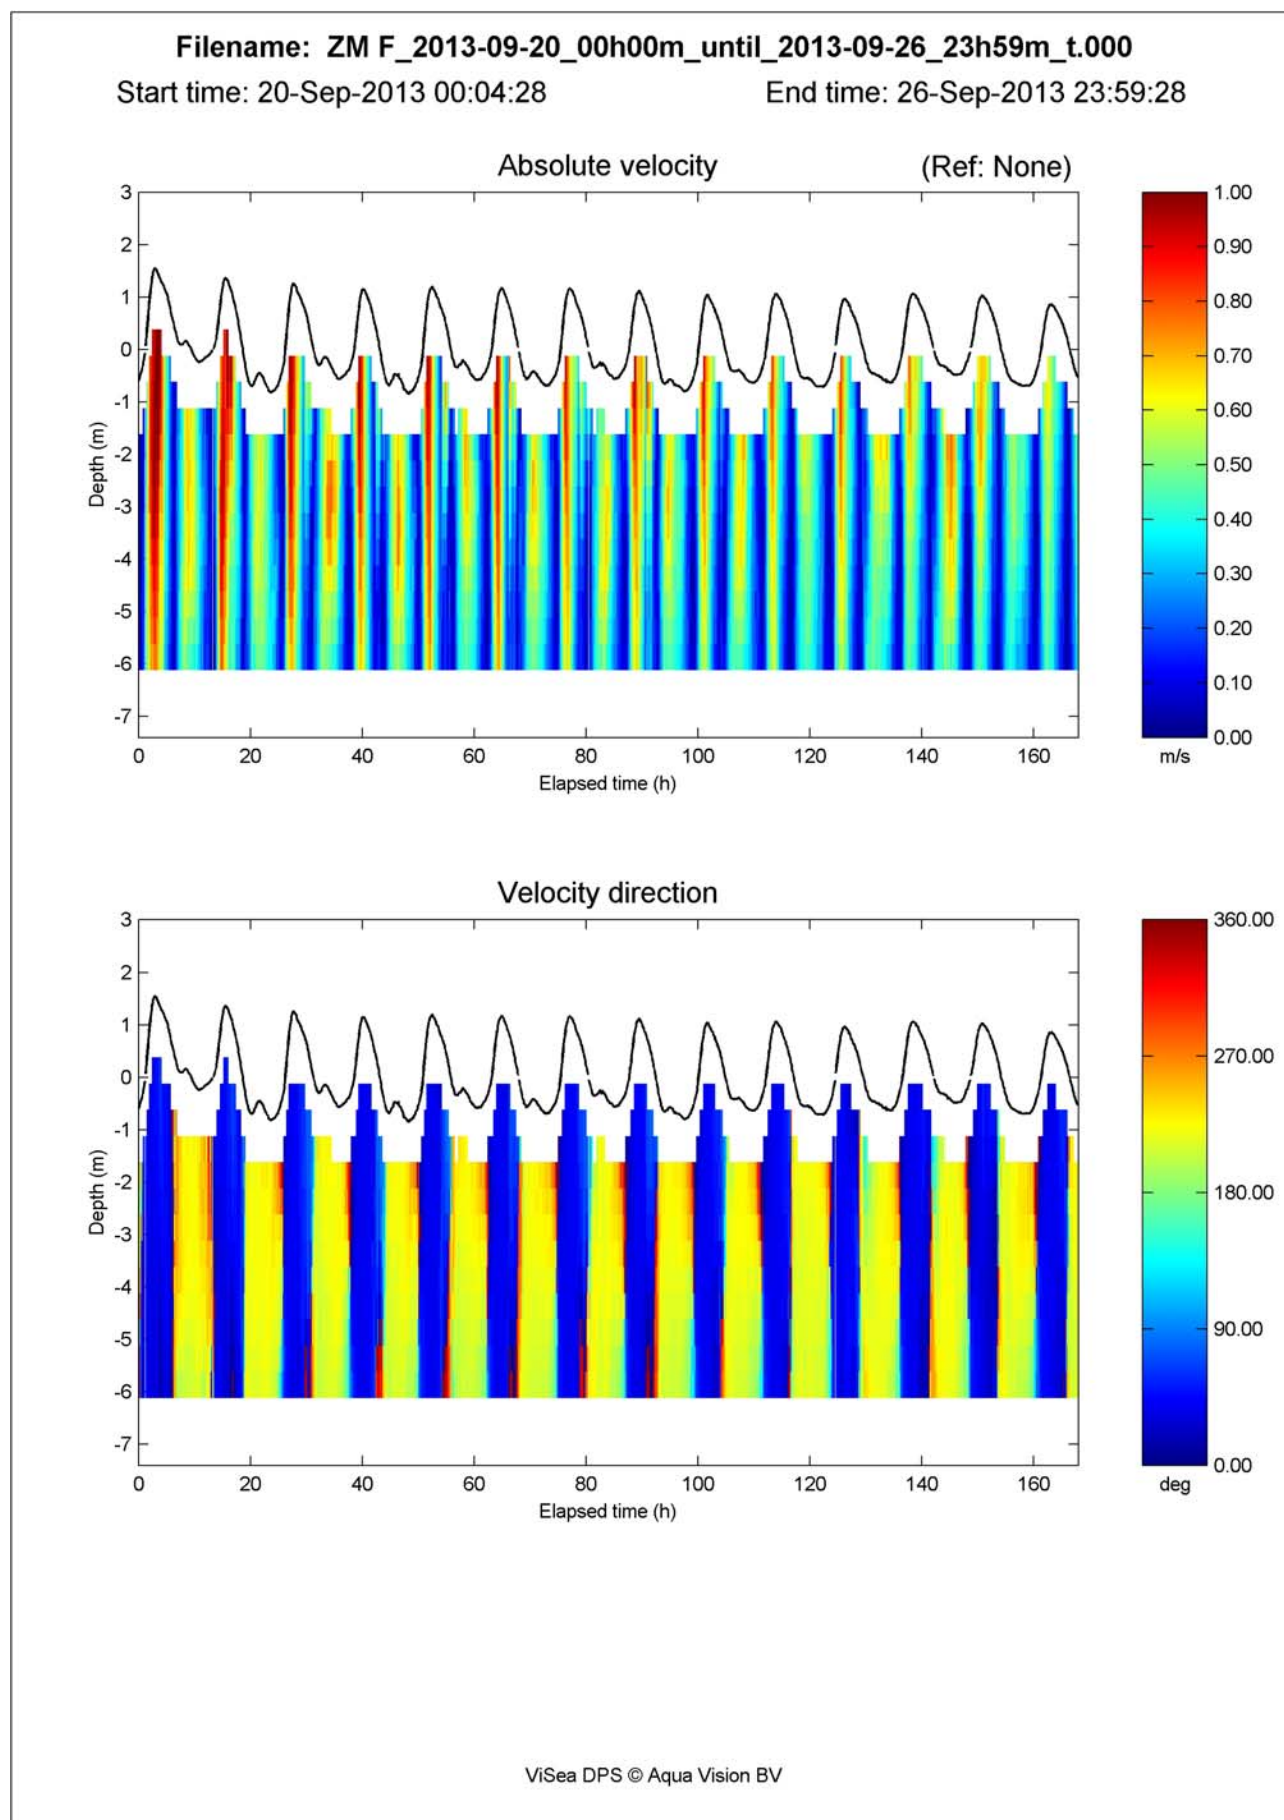 Filename: ZM F_2013-09-20_00h00m_until_2013-09-26_23h59m_t.000
Start time: 20-Sep-2013 00:04:28 End time: 26-Sep-2013 23:59:28
Absolute velocity (Ref: None)
3
2
1
0
-1
-2
-3
-4
-5
-6
-7
Depth (m)
0 20 40 60 80 100 120 140 160
Elapsed time (h)
1.00
0.90
0.80
0.70
0.60
0.50
0.40
0.30
0.20
0.10
0.00
m/s
Velocity direction
3
2
1
0
-1
-2
-3
-4
-5
-6
-7
Depth (m)
0 20 40 60 80 100 120 140 160
Elapsed time (h)
360.00
270.00
180.00
90.00
0.00
deg
ViSea DPS © Aqua Vision BV